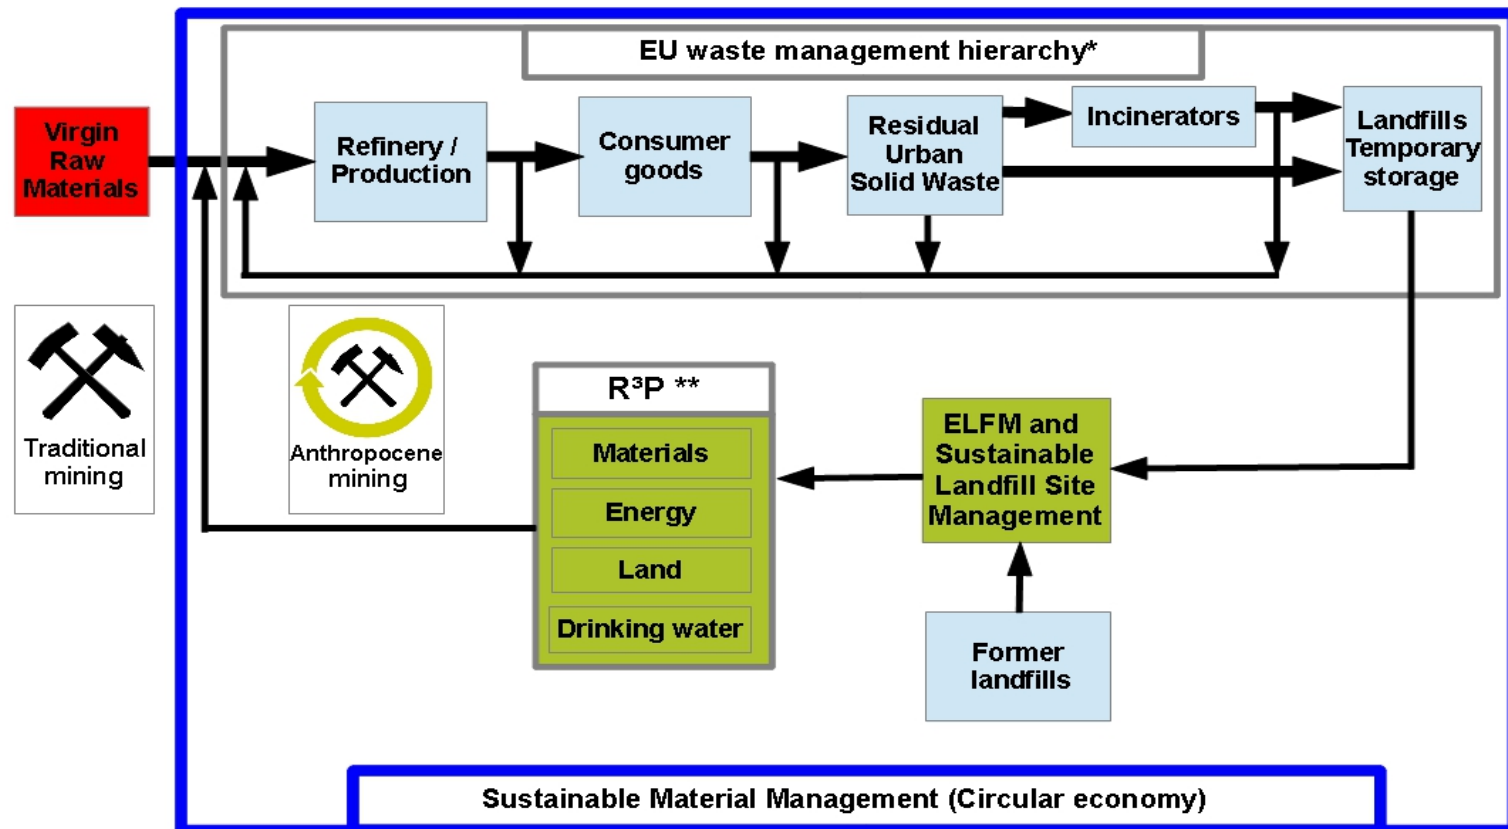 EU waste management hierarchy*
Virgin
Raw
Materials
Refinery /
Production
Consumer
goods
Residual
Urban
Solid Waste
Incinerators
Landfills
Temporary
storage
Traditional
mining
Anthropocene
mining
R³P **
Materials
Energy
Land
Drinking water
ELFM and
Sustainable
Landfill Site
Management
Former
landfills
Sustainable Material Management (Circular economy)